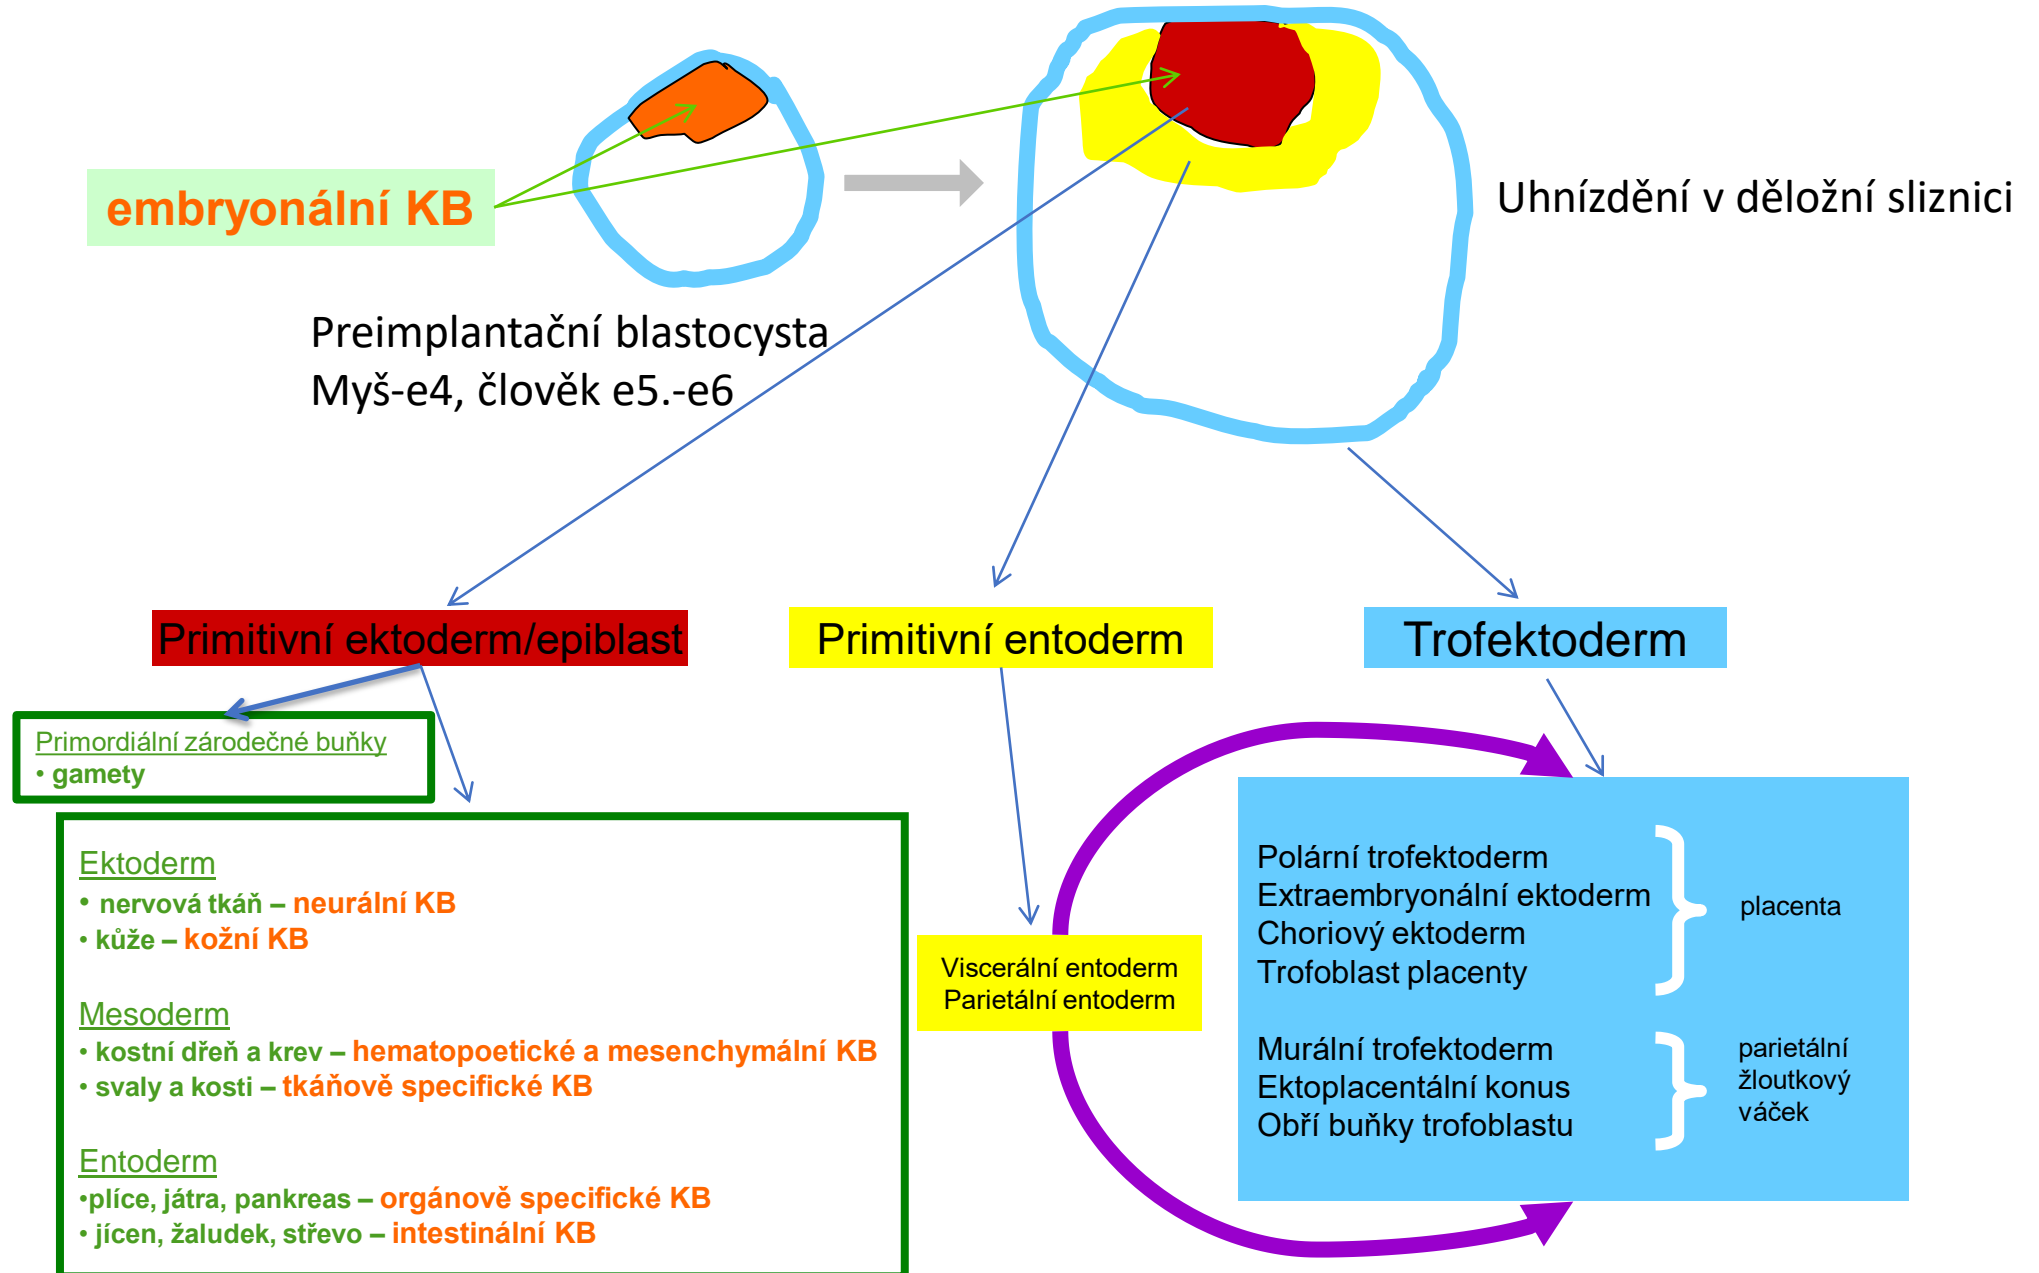 embryonální KB
Uhnízdění v děložní sliznici
Preimplantační blastocysta
Myš-e4, člověk e5.-e6
Primitivní ektoderm/epiblast
Primitivní entoderm
Trofektoderm
Primordiální zárodečné buňky
• gamety
Ektoderm
• nervová tkáň – neurální KB
• kůže – kožní KB
Mesoderm
• kostní dřeň a krev – hematopoetické a mesenchymální KB
• svaly a kosti – tkáňově specifické KB
Entoderm
•plíce, játra, pankreas – orgánově specifické KB
• jícen, žaludek, střevo – intestinální KB
Viscerální entoderm
Parietální entoderm
Polární trofektoderm
Extraembryonální ektoderm
Choriový ektoderm
Trofoblast placenty
placenta
Murální trofektoderm
Ektoplacentální konus
Obří buňky trofoblastu
parietální
žloutkový
váček